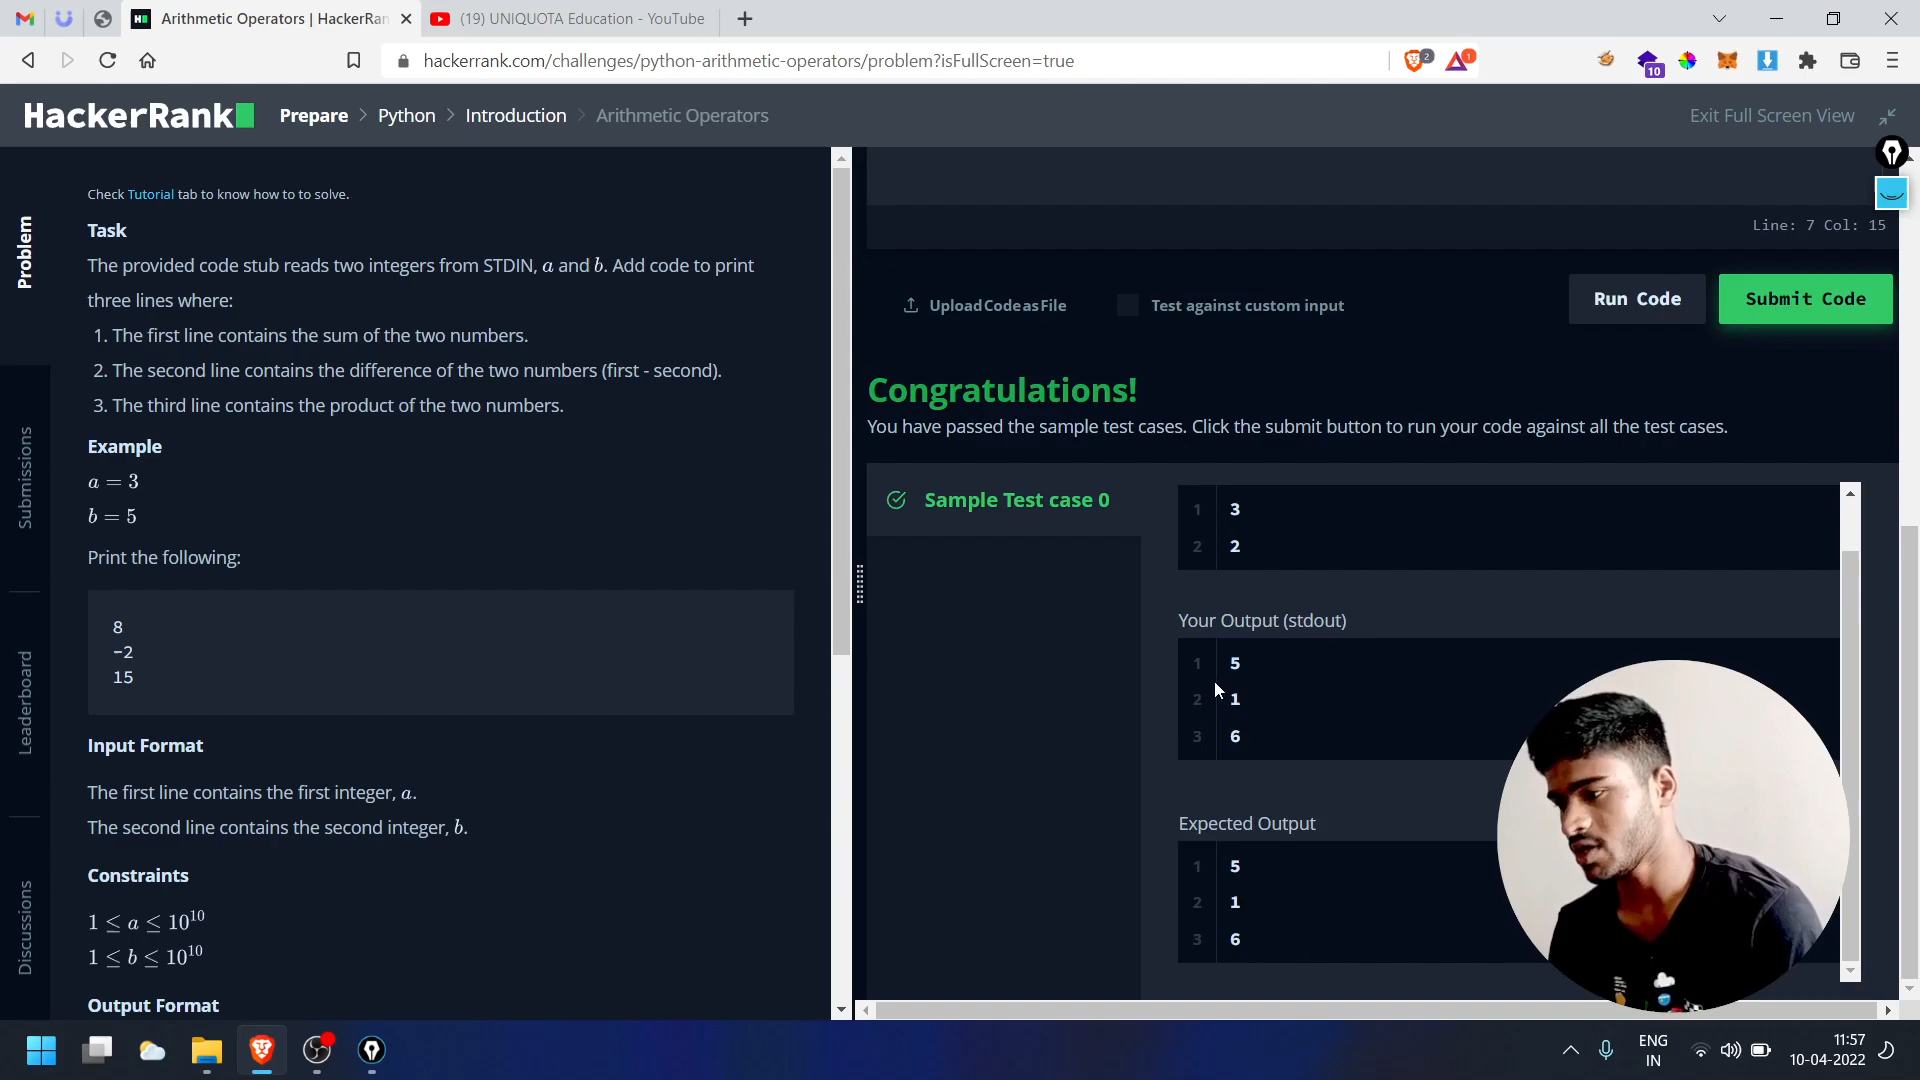 Arithmetic Operators | HackerRan
(19) UNIQUOTA Education - YouTube
hackerrank.com/challenges/python-arithmetic-operators/problem?isFullScreen=true
2
1
10
HackerRank
Prepare > Python > Introduction > Arithmetic Operators
Exit Full Screen View
Problem
Submissions
Leaderboard
Discussions
Check Tutorial tab to know how to to solve.
Task
The provided code stub reads two integers from STDIN, a and b. Add code to print
three lines where:
1. The first line contains the sum of the two numbers.
2. The second line contains the difference of the two numbers (first - second).
3. The third line contains the product of the two numbers.
Example
a = 3
b = 5
Print the following:
8
-2
15
Input Format
The first line contains the first integer, a.
The second line contains the second integer, b.
Constraints
1 ≤ a ≤ 10¹⁰
1 ≤ b ≤ 10¹⁰
Output Format
Line: 7 Col: 15
Upload Code as File
Test against custom input
Run Code
Submit Code
Congratulations!
You have passed the sample test cases. Click the submit button to run your code against all the test cases.
Sample Test case 0
1 3
2 2
Your Output (stdout)
1 5
2 1
3 6
Expected Output
1 5
2 1
3 6
ENG
IN
11:57
10-04-2022